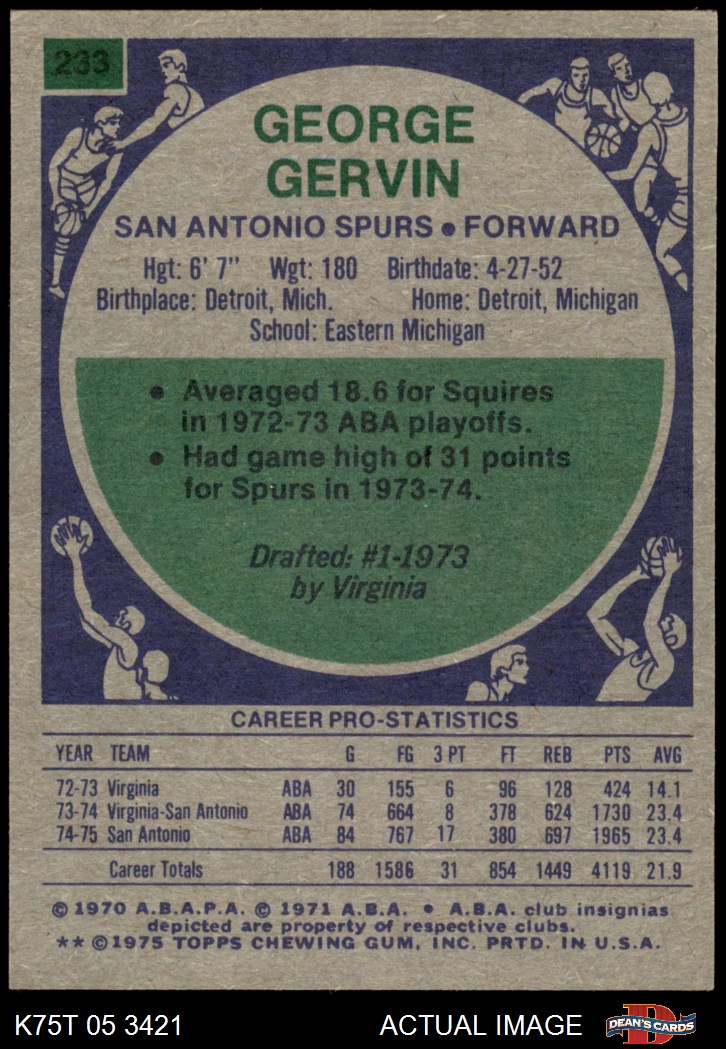 233
GEORGE
GERVIN
SAN ANTONIO SPURS • FORWARD
Hgt: 6' 7" Wgt: 180 Birthdate: 4-27-52
Birthplace: Detroit, Mich. Home: Detroit, Michigan
School: Eastern Michigan
• Averaged 18.6 for Squires
in 1972-73 ABA playoffs.
• Had game high of 31 points
for Spurs in 1973-74.
Drafted: #1-1973
by Virginia
CAREER PRO-STATISTICS
YEAR TEAM G FG 3 PT FT REB PTS AVG
72-73 Virginia ABA 30 155 6 96 128 424 14.1
73-74 Virginia-San Antonio ABA 74 664 8 378 624 1730 23.4
74-75 San Antonio ABA 84 767 17 380 697 1965 23.4
Career Totals 188 1586 31 854 1449 4119 21.9
© 1970 A.B.A.P.A. © 1971 A.B.A. • A.B.A. club insignias
depicted are property of respective clubs.
** ©1975 TOPPS CHEWING GUM, INC. PRTD. IN U.S.A.
K75T 05 3421 ACTUAL IMAGE
D
DEAN'S CARDS